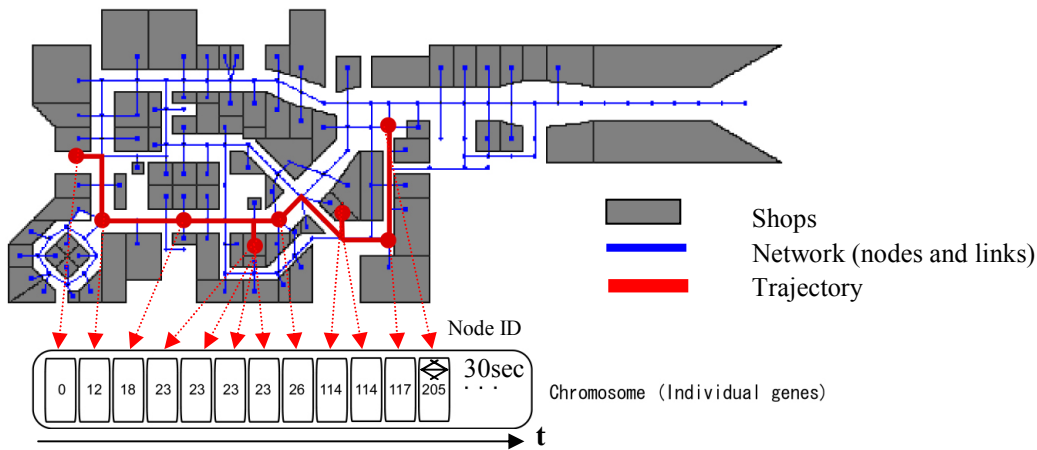 Shops
Network (nodes and links)
Trajectory
Node ID
0 12 18 23 23 23 23 26 114 114 117 205 30sec . . .
Chromosome (Individual genes)
t